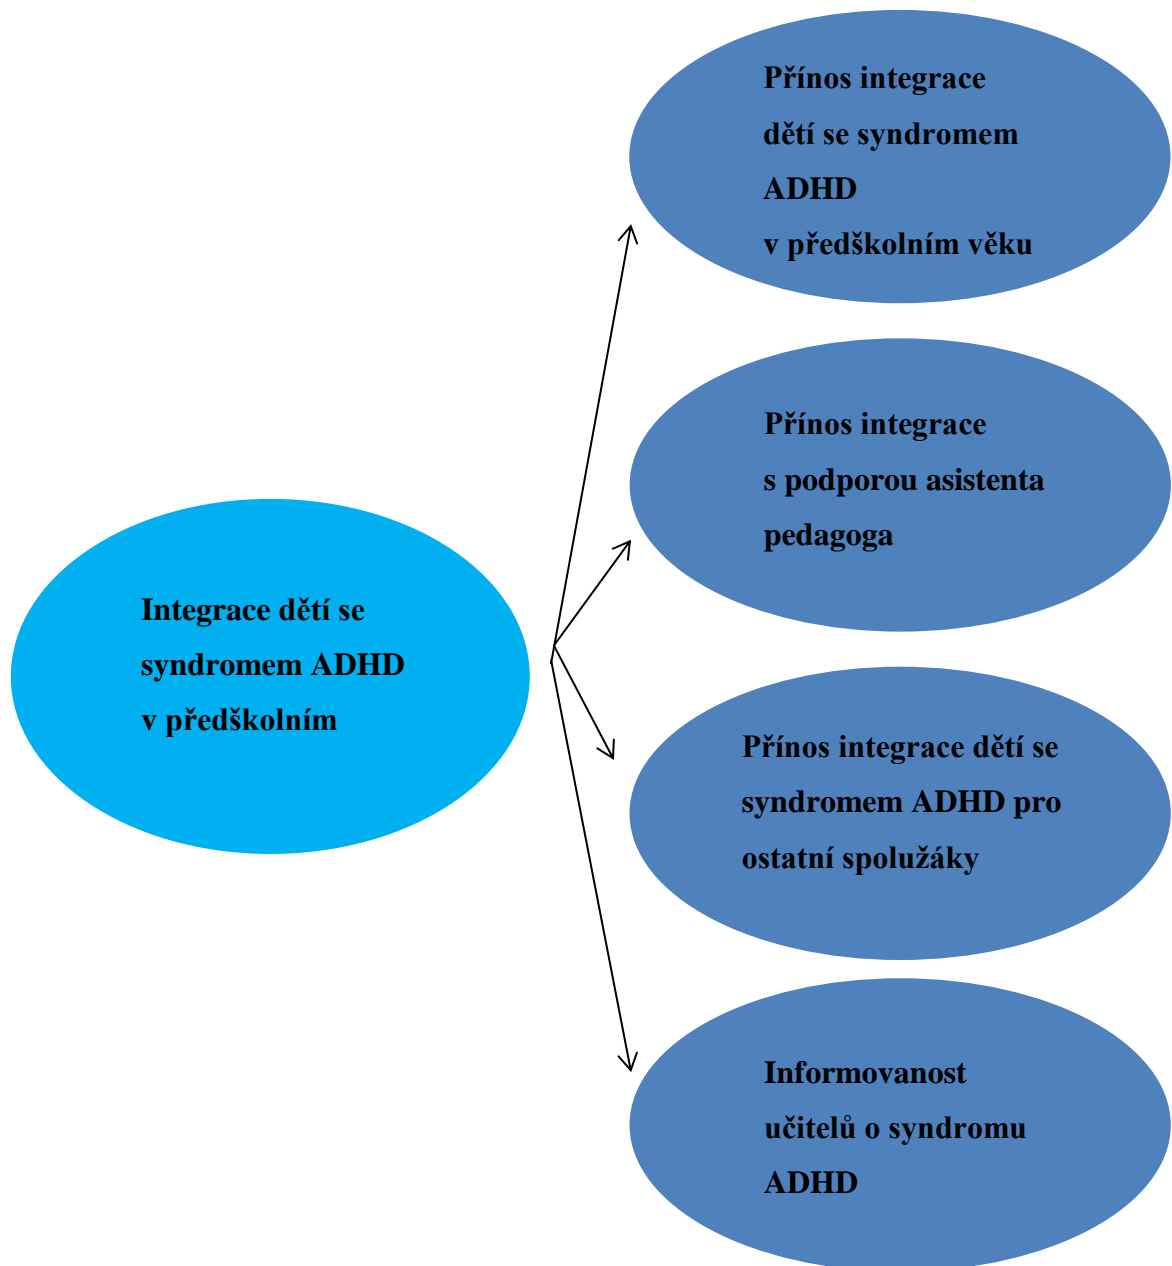 Přínos integrace
dětí se syndromem
ADHD
v předškolním věku
Přínos integrace
s podporou asistenta
pedagoga
Integrace dětí se
syndromem ADHD
v předškolním
Přínos integrace dětí se
syndromem ADHD pro
ostatní spolužáky
Informovanost
učitelů o syndromu
ADHD